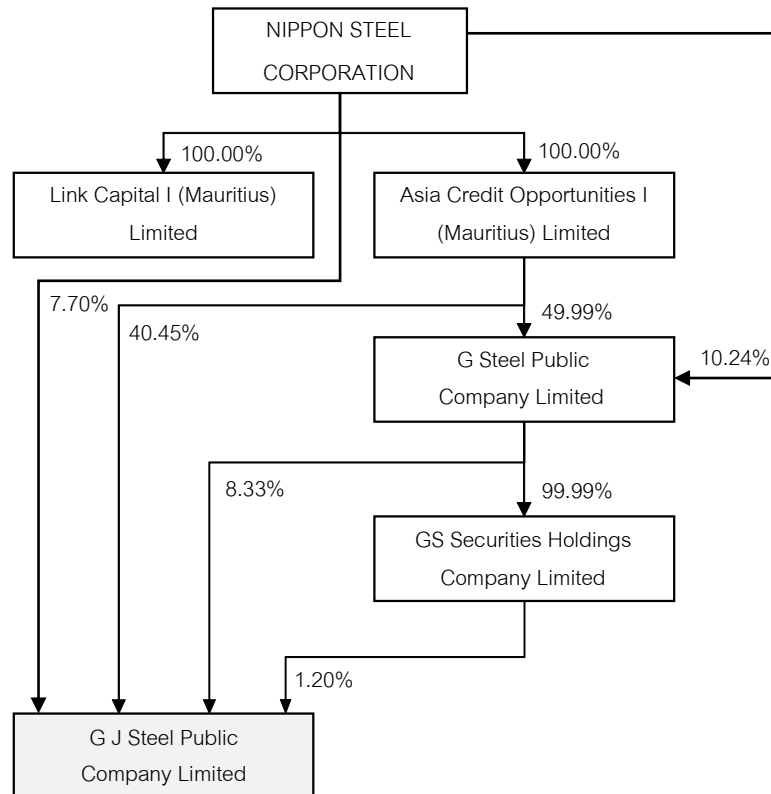 NIPPON STEEL
CORPORATION
100.00%
100.00%
Link Capital I (Mauritius)
Limited
Asia Credit Opportunities I
(Mauritius) Limited
7.70%
40.45%
49.99%
G Steel Public
Company Limited
10.24%
8.33%
99.99%
GS Securities Holdings
Company Limited
1.20%
G J Steel Public
Company Limited